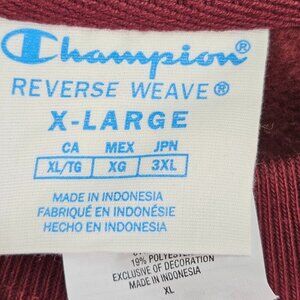 Champion®
REVERSE WEAVE®
X-LARGE
CA MEX JPN
XL/TG XG 3XL
MADE IN INDONESIA
FABRIQUÉ EN INDONÉSIE
HECHO EN INDONESIA
19% POLYESTER
EXCLUSIVE OF DECORATION
MADE IN INDONESIA
XL